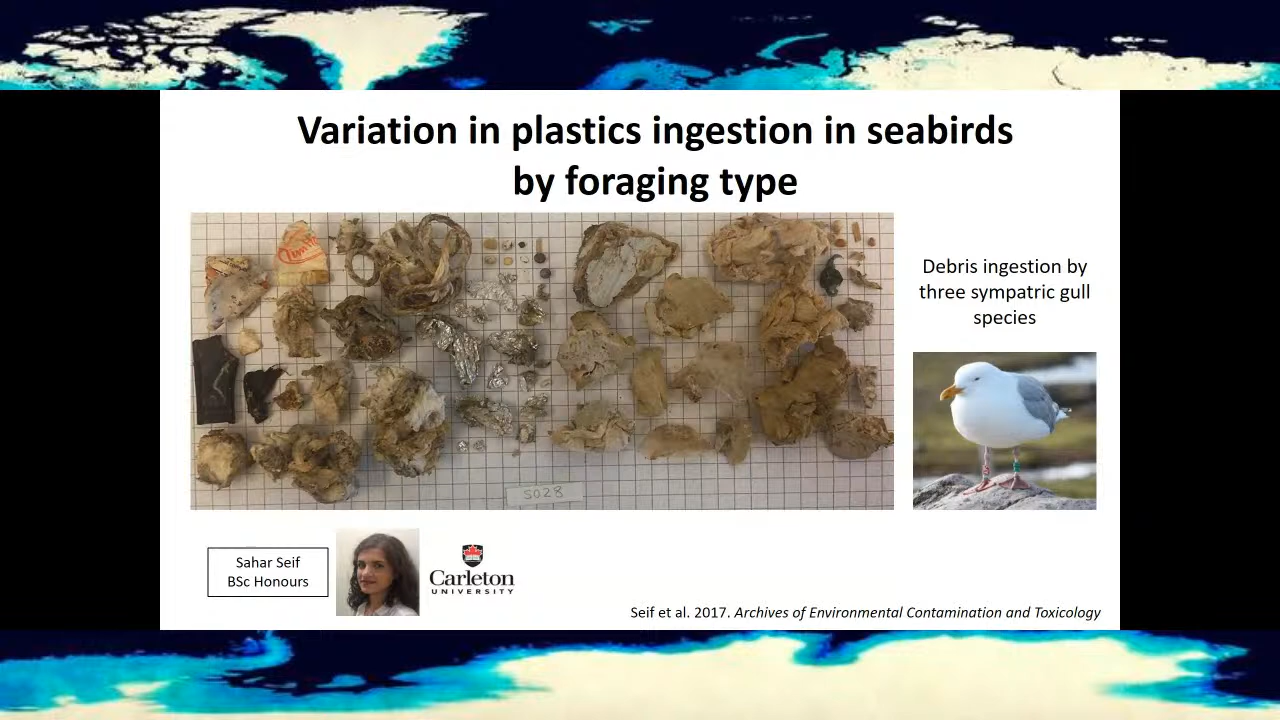 Variation in plastics ingestion in seabirds
by foraging type
Debris ingestion by
three sympatric gull
species
S028
Sahar Seif
BSc Honours
Carleton
UNIVERSITY
Seif et al. 2017. Archives of Environmental Contamination and Toxicology